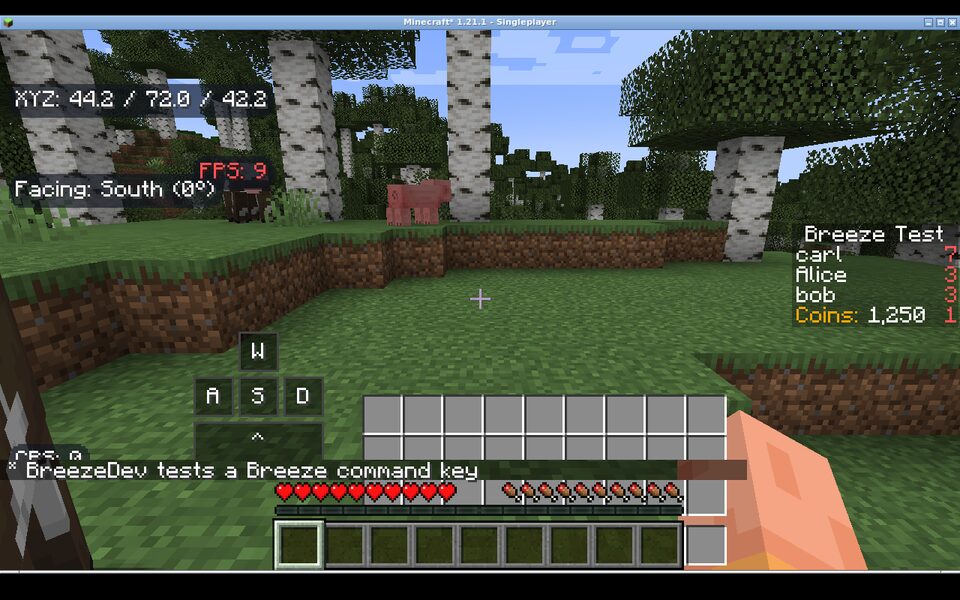 Minecraft* 1.21.1 - Singleplayer
XYZ: 44.2 / 72.0 / 42.2
FPS: 9
Facing: South (0°)
Breeze Test
carl 7
Alice 3
bob 3
Coins: 1,250 1
W
A S D
^
CPS: 0
* BreezeDev tests a Breeze command key